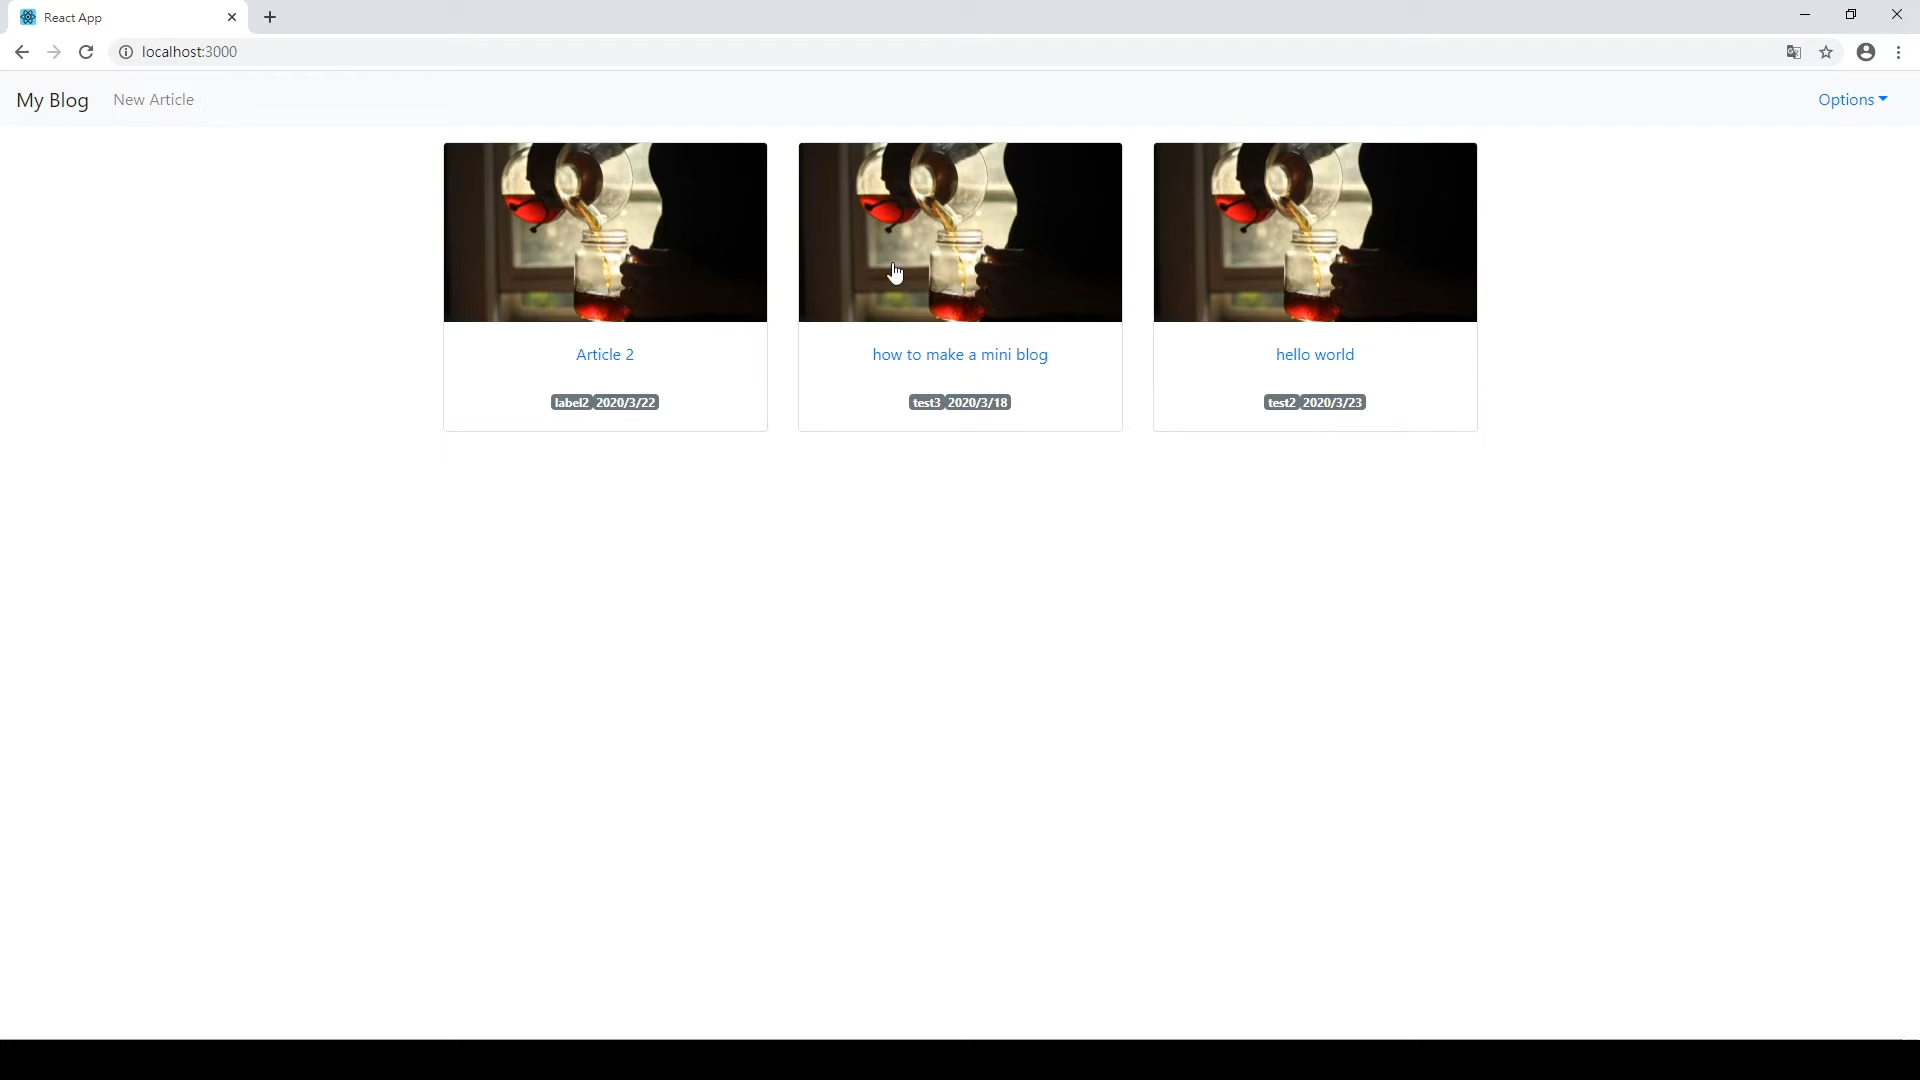 React App
localhost:3000
My Blog New Article Options
Article 2
label2 2020/3/22
how to make a mini blog
test3 2020/3/18
hello world
test2 2020/3/23